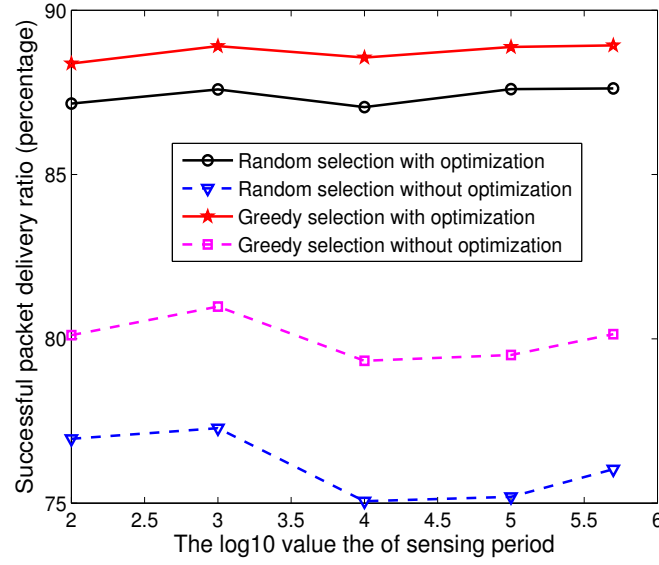 90
85
80
75
Successful packet delivery ratio (percentage)
Random selection with optimization
Random selection without optimization
Greedy selection with optimization
Greedy selection without optimization
2 2.5 3 3.5 4 4.5 5 5.5 6
The log10 value the of sensing period